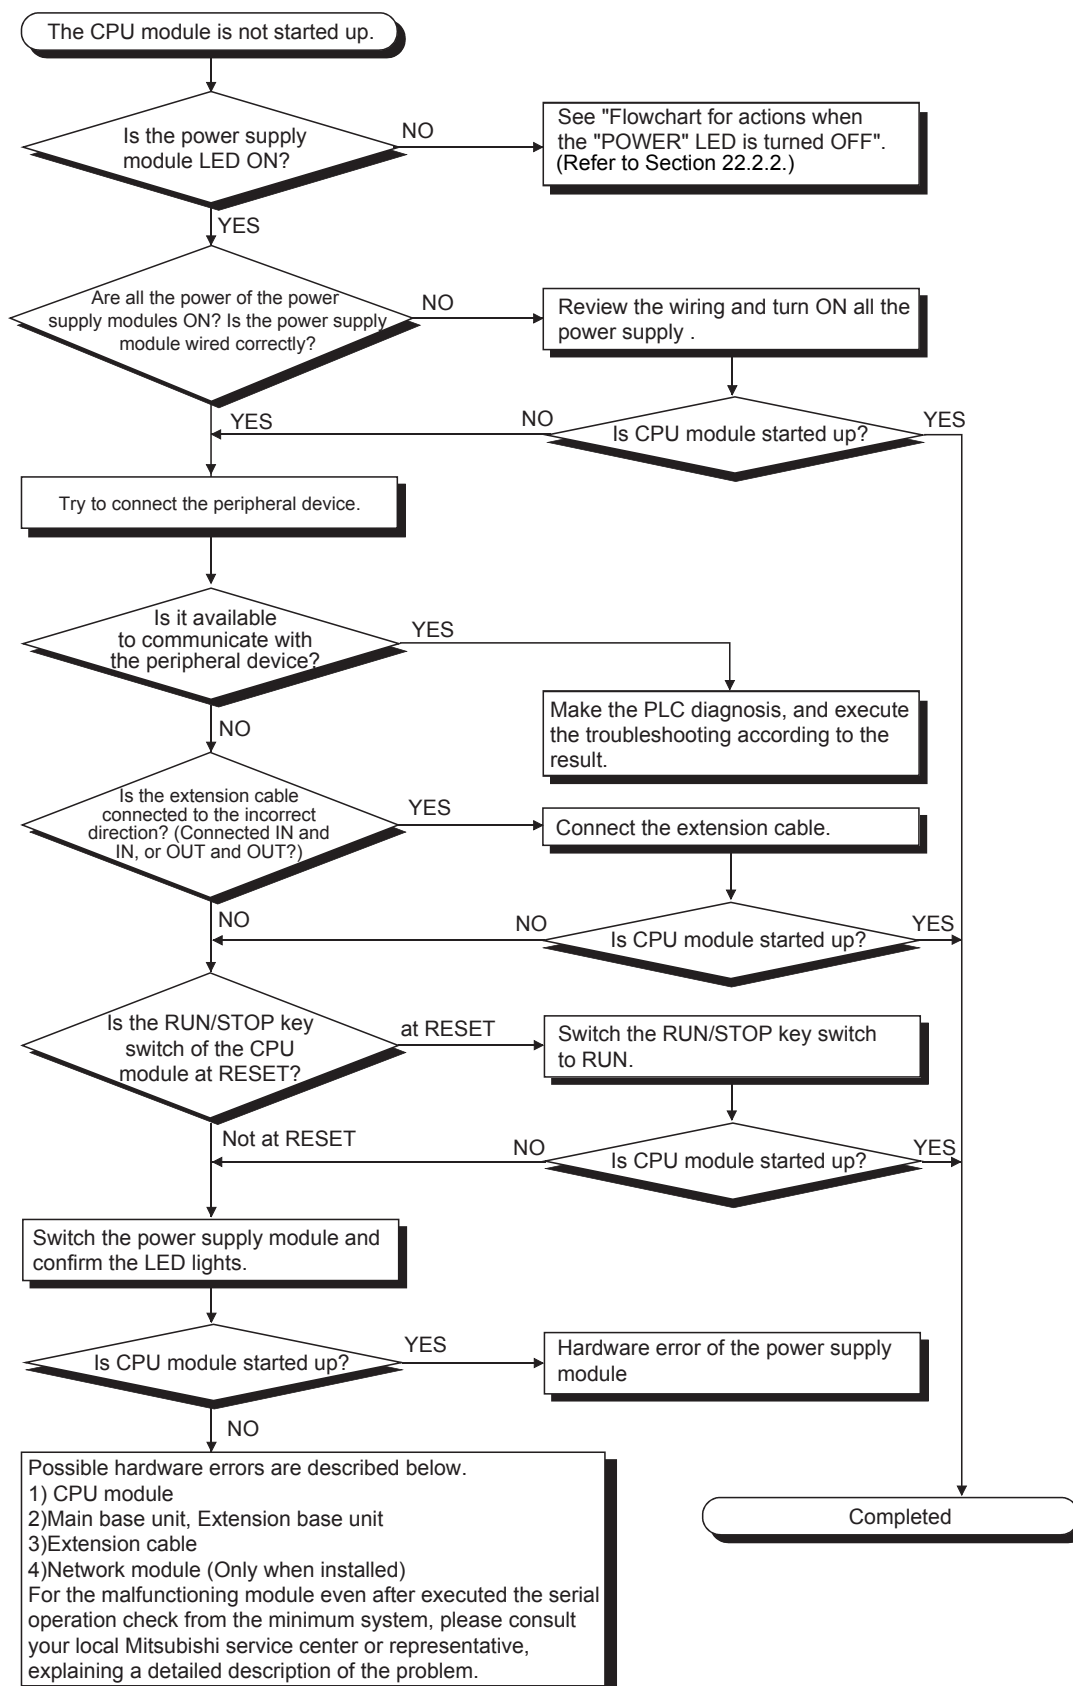 The CPU module is not started up.
Is the power supply
module LED ON?
NO
See "Flowchart for actions when
the "POWER" LED is turned OFF".
(Refer to Section 22.2.2.)
YES
Are all the power of the power
supply modules ON? Is the power supply
module wired correctly?
NO
Review the wiring and turn ON all the
power supply .
YES
NO
Is CPU module started up?
YES
Try to connect the peripheral device.
Is it available
to communicate with
the peripheral device?
YES
Make the PLC diagnosis, and execute
the troubleshooting according to the
result.
NO
Is the extension cable
connected to the incorrect
direction? (Connected IN and
IN, or OUT and OUT?)
YES
Connect the extension cable.
NO
NO
Is CPU module started up?
YES
Is the RUN/STOP key
switch of the CPU
module at RESET?
at RESET
Switch the RUN/STOP key switch
to RUN.
Not at RESET
NO
Is CPU module started up?
YES
Switch the power supply module and
confirm the LED lights.
Is CPU module started up?
YES
Hardware error of the power supply
module
NO
Possible hardware errors are described below.
1) CPU module
2)Main base unit, Extension base unit
3)Extension cable
4)Network module (Only when installed)
For the malfunctioning module even after executed the serial
operation check from the minimum system, please consult
your local Mitsubishi service center or representative,
explaining a detailed description of the problem.
Completed